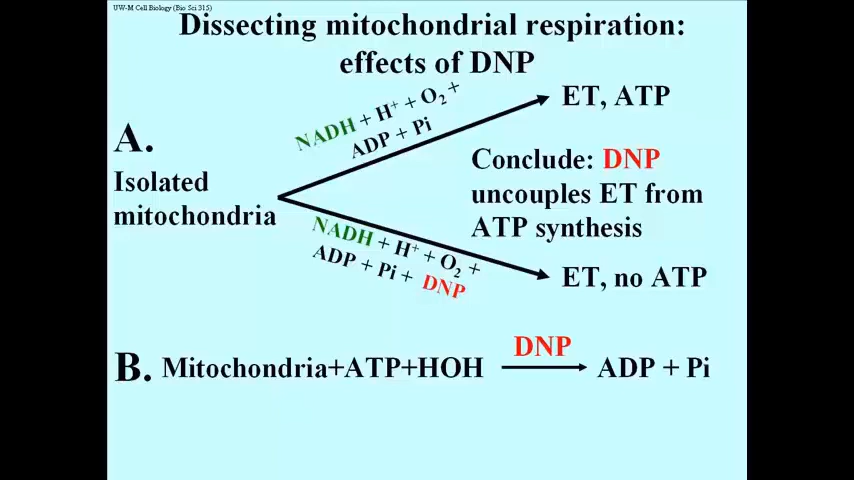 UW-M Cell Biology (Bio Sci 315)
Dissecting mitochondrial respiration:
effects of DNP
A.
Isolated
mitochondria
NADH + H⁺ + O₂ +
ADP + Pi
ET, ATP
Conclude: DNP
uncouples ET from
ATP synthesis
NADH + H⁺ + O₂ +
ADP + Pi + DNP
ET, no ATP
B. Mitochondria+ATP+HOH DNP ADP + Pi